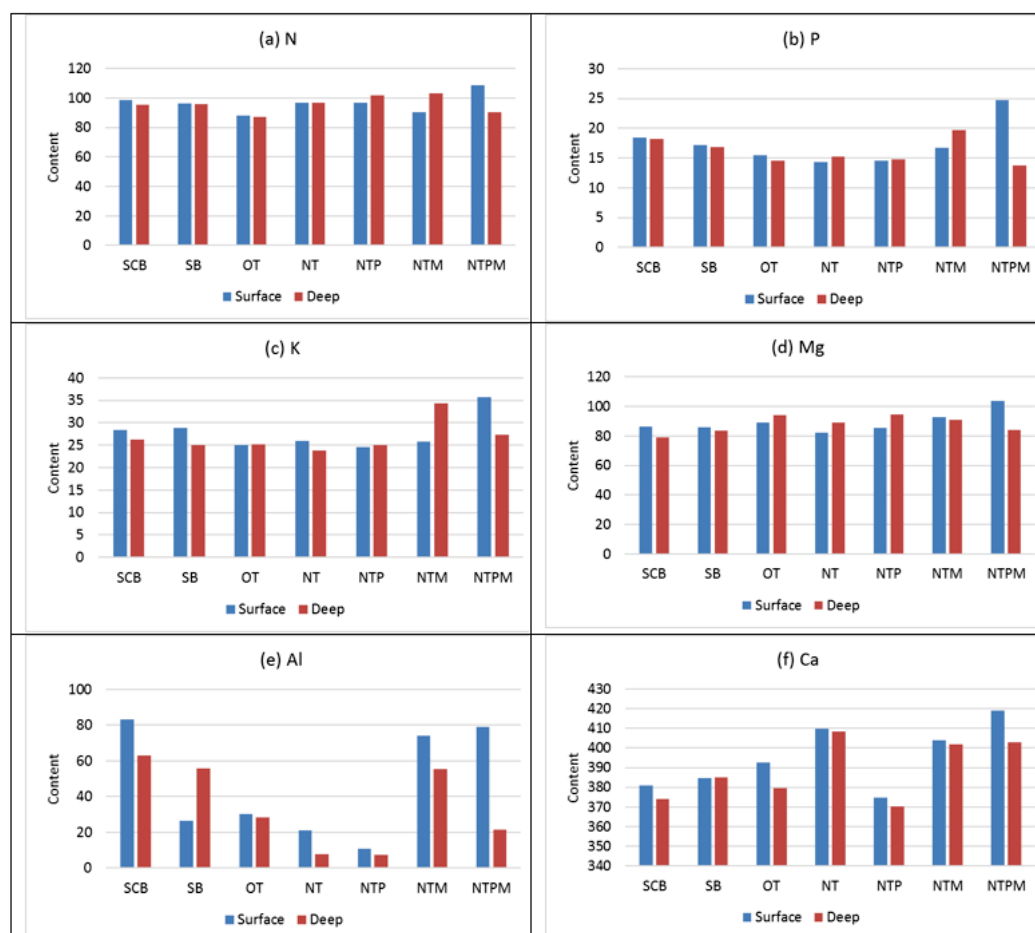 (a) N
120
100
80
60
40
20
0
Content
SCB SB OT NT NTP NTM NTPM
Surface Deep
(b) P
30
25
20
15
10
5
0
Content
SCB SB OT NT NTP NTM NTPM
Surface Deep
(c) K
40
35
30
25
20
15
10
5
0
Content
SCB SB OT NT NTP NTM NTPM
Surface Deep
(d) Mg
120
100
80
60
40
20
0
Content
SCB SB OT NT NTP NTM NTPM
Surface Deep
(e) Al
100
80
60
40
20
0
Content
SCB SB OT NT NTP NTM NTPM
Surface Deep
(f) Ca
430
420
410
400
390
380
370
360
350
340
Content
SCB SB OT NT NTP NTM NTPM
Surface Deep